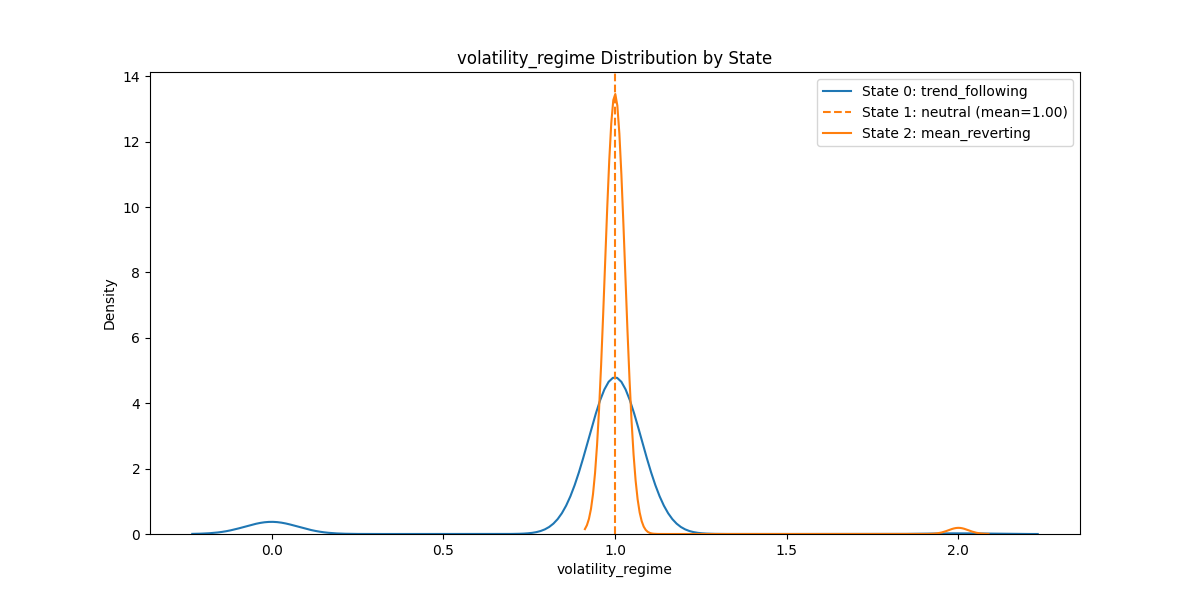 volatility_regime Distribution by State
State 0: trend_following
State 1: neutral (mean=1.00)
State 2: mean_reverting
Density
14
12
10
8
6
4
2
0
0.0 0.5 1.0 1.5 2.0
volatility_regime